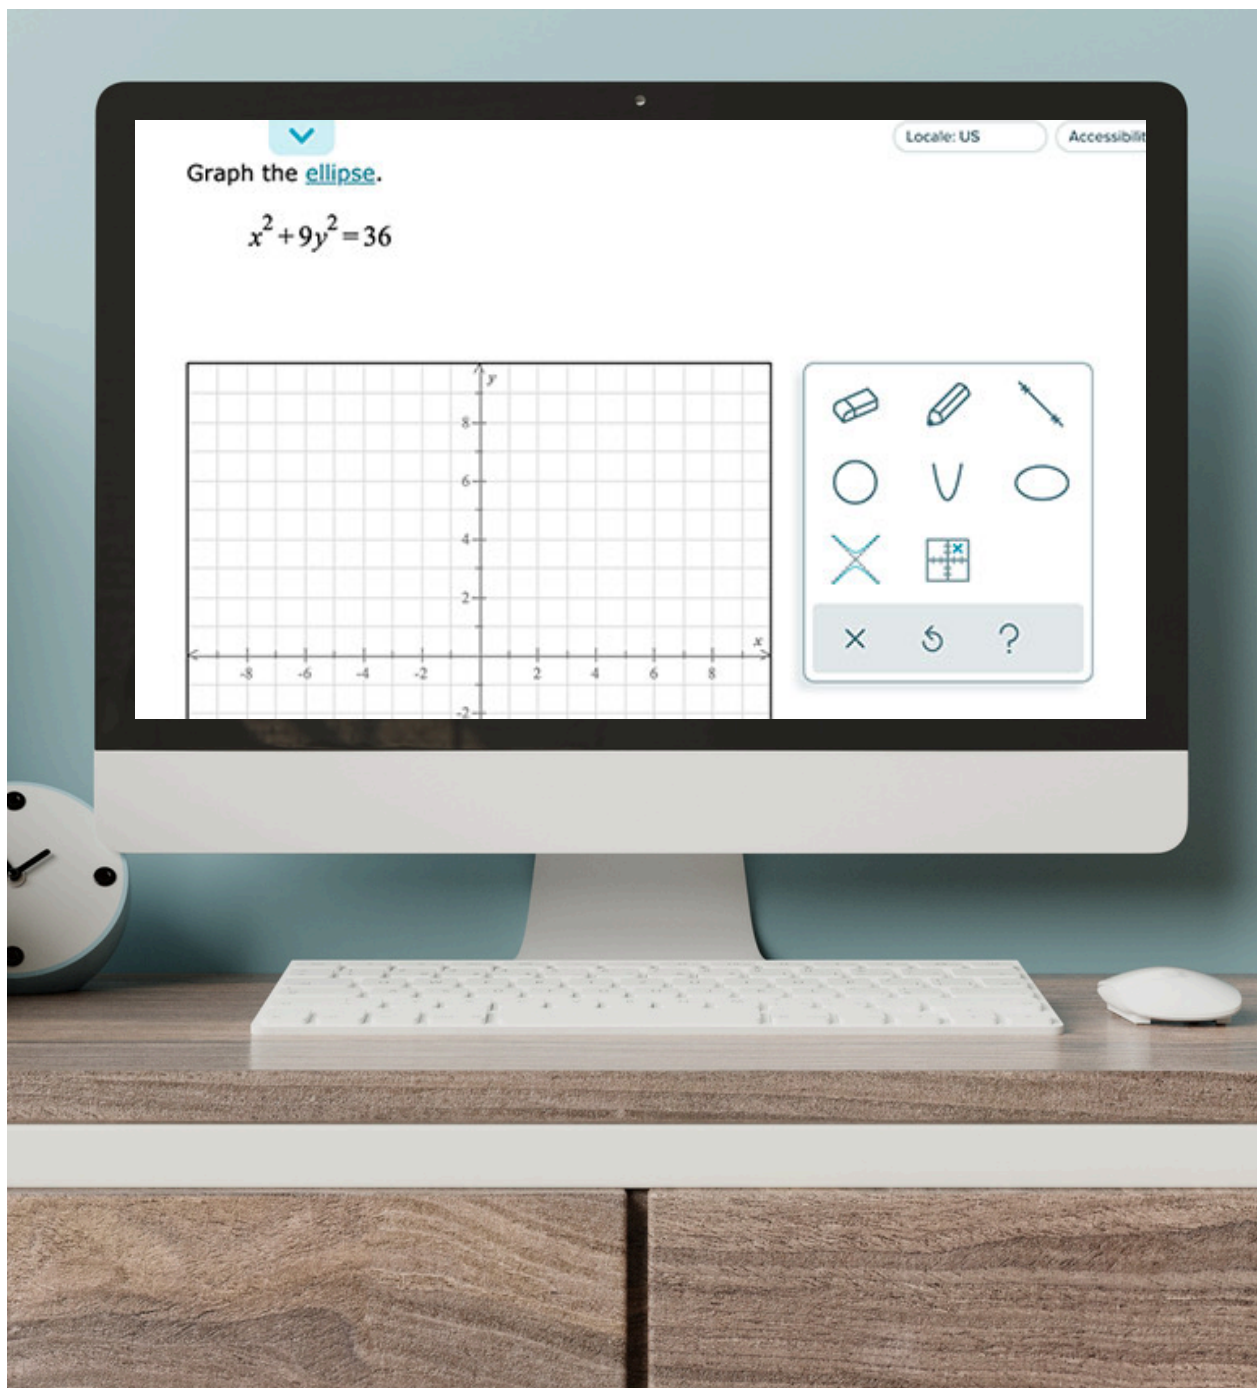 Locale: US
Accessibilit
Graph the ellipse.
x²+9y²=36
y
8
6
4
2
x
-8 -6 -4 -2 2 4 6 8
-2
?